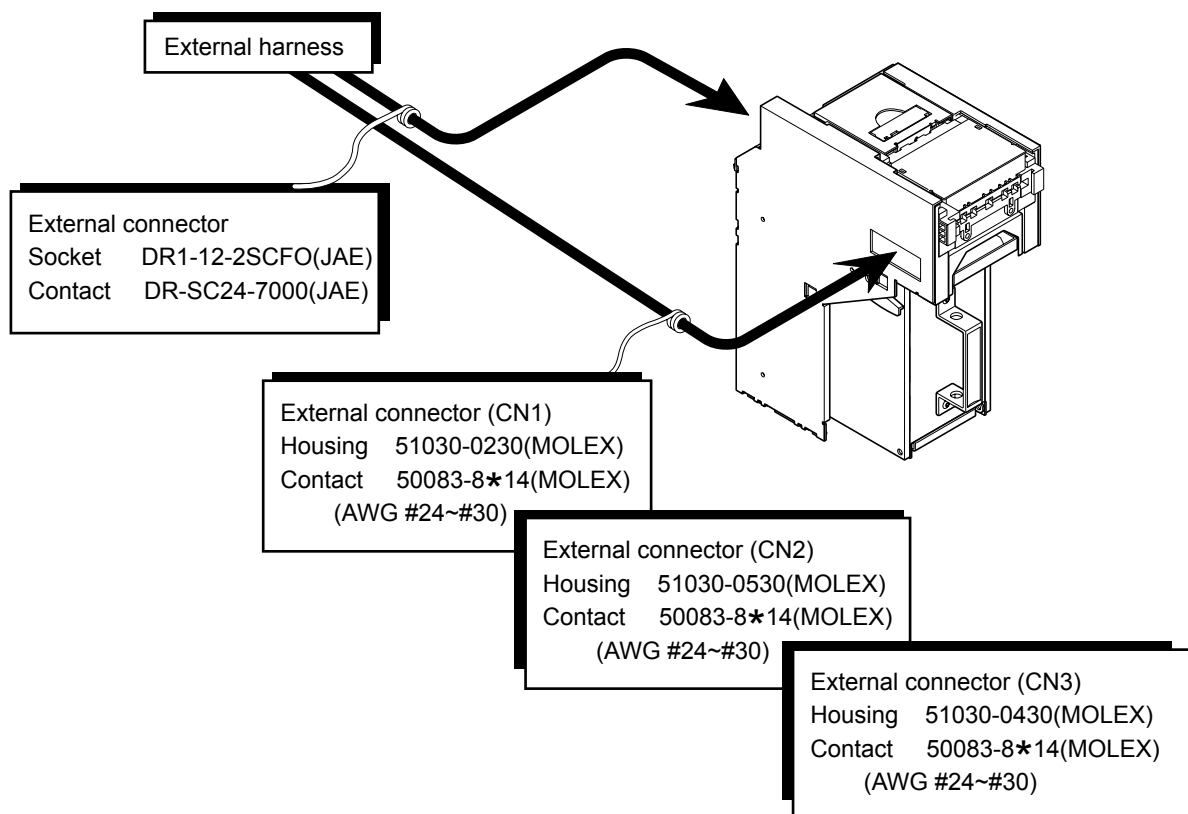 External harness
External connector
Socket DR1-12-2SCFO(JAE)
Contact DR-SC24-7000(JAE)
External connector (CN1)
Housing 51030-0230(MOLEX)
Contact 50083-8*14(MOLEX)
(AWG #24~#30)
External connector (CN2)
Housing 51030-0530(MOLEX)
Contact 50083-8*14(MOLEX)
(AWG #24~#30)
External connector (CN3)
Housing 51030-0430(MOLEX)
Contact 50083-8*14(MOLEX)
(AWG #24~#30)